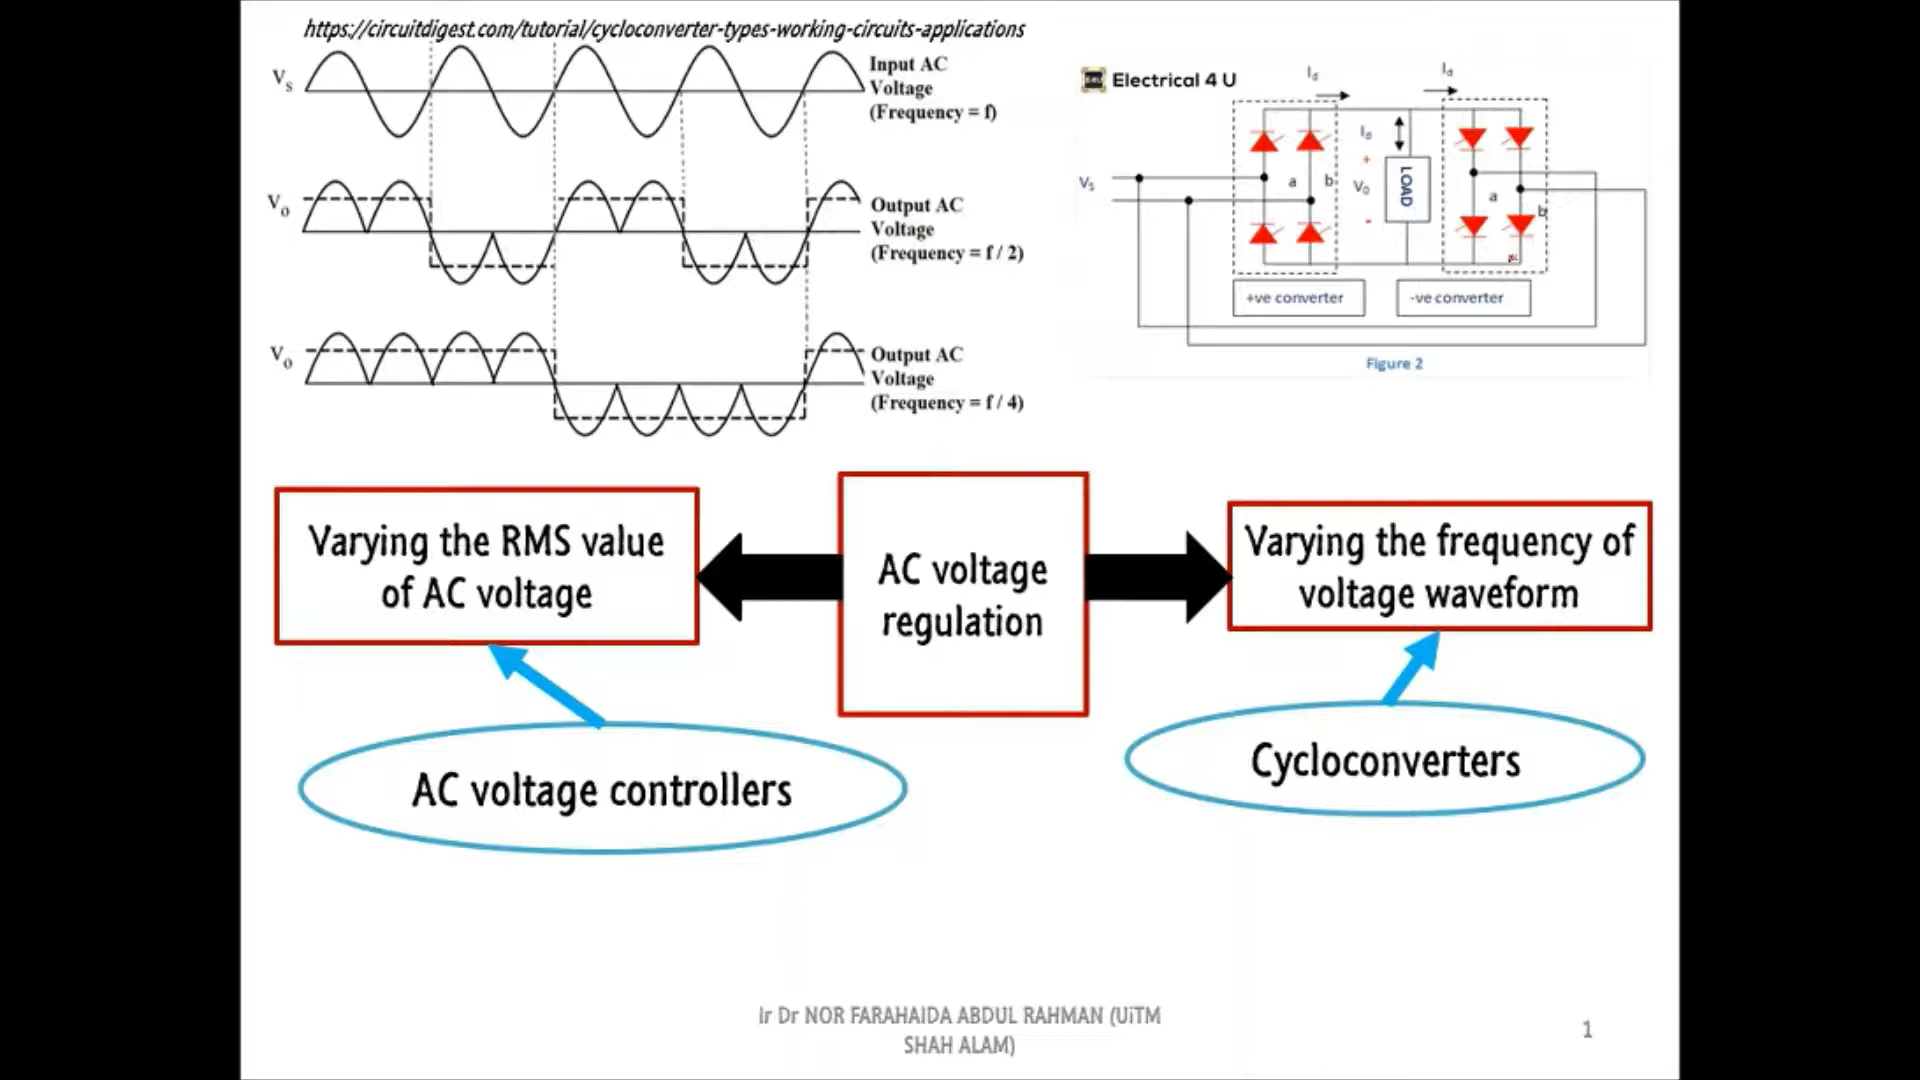 https://circuitdigest.com/tutorial/cycloconverter-types-working-circuits-applications
Vs
Input AC
Voltage
(Frequency = f)
Vo
Output AC
Voltage
(Frequency = f / 2)
Vo
Output AC
Voltage
(Frequency = f / 4)
Electrical 4 U
Id
Id
Io
+
Vs
a
b
Vo
LOAD
a
b
-
+ve converter
-ve converter
Figure 2
Varying the RMS value
of AC voltage
AC voltage
regulation
Varying the frequency of
voltage waveform
AC voltage controllers
Cycloconverters
Ir Dr NOR FARAHAIDA ABDUL RAHMAN (UiTM
SHAH ALAM)
1